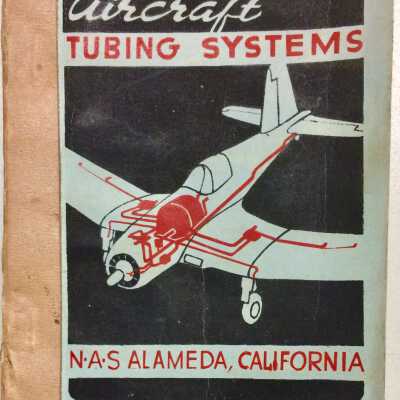 Aircraft
TUBING SYSTEMS
N·A·S ALAMEDA, CALIFORNIA